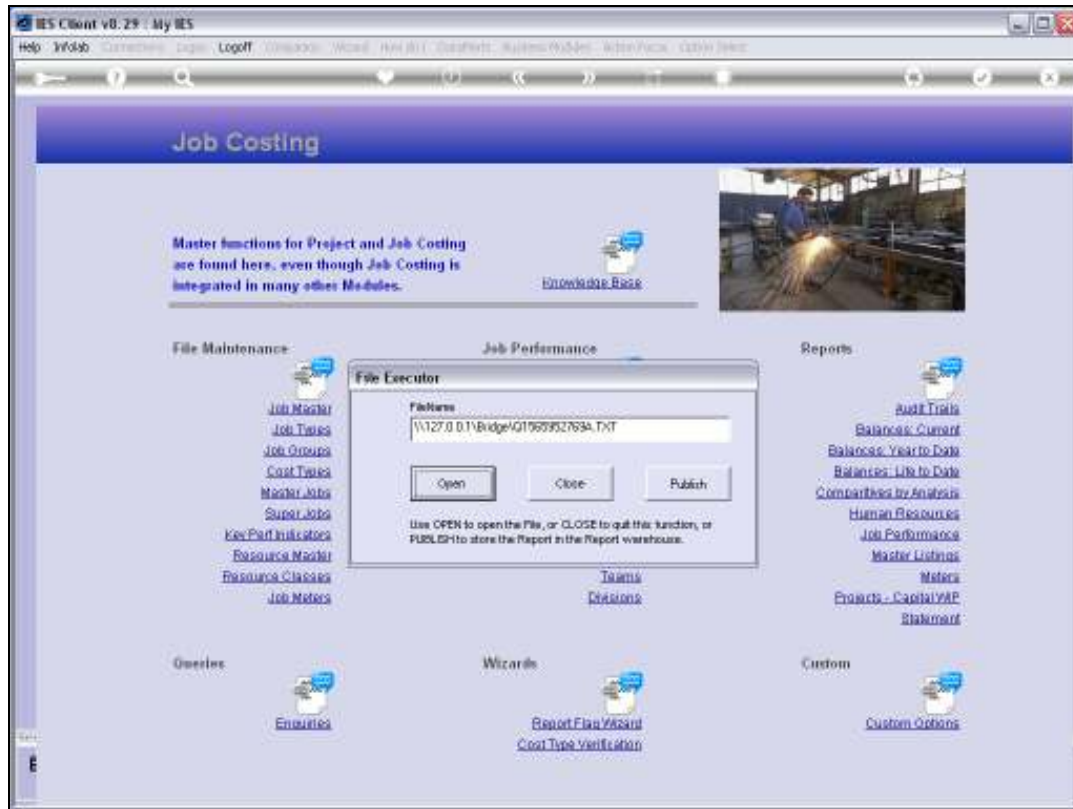 IES Client v8.29 : My IES
Help Infolab Logoff
Job Costing
Master functions for Project and Job Costing
are found here, even though Job Costing is
integrated in many other Modules.
Knowledge Base
File Maintenance
Job Performance
Reports
Job Master
Job Types
Job Groups
Cost Types
Master Jobs
Super Jobs
Key Perf Indicators
Resource Master
Resource Classes
Job Meters
File Executor
FileName
\\127.0.0.1\Bridge\Q1565952769A.TXT
Open
Close
Publish
Use OPEN to open the File, or CLOSE to quit this function, or
PUBLISH to store the Report in the Report warehouse.
Teams
Divisions
Audit Trails
Balances: Current
Balances: Year to Date
Balances: Life to Date
Comparitives by Analysis
Human Resources
Job Performance
Master Listings
Meters
Projects - Capital WIP
Statement
Queries
Wizards
Custom
Enquiries
Report Flag Wizard
Cost Type Verification
Custom Options